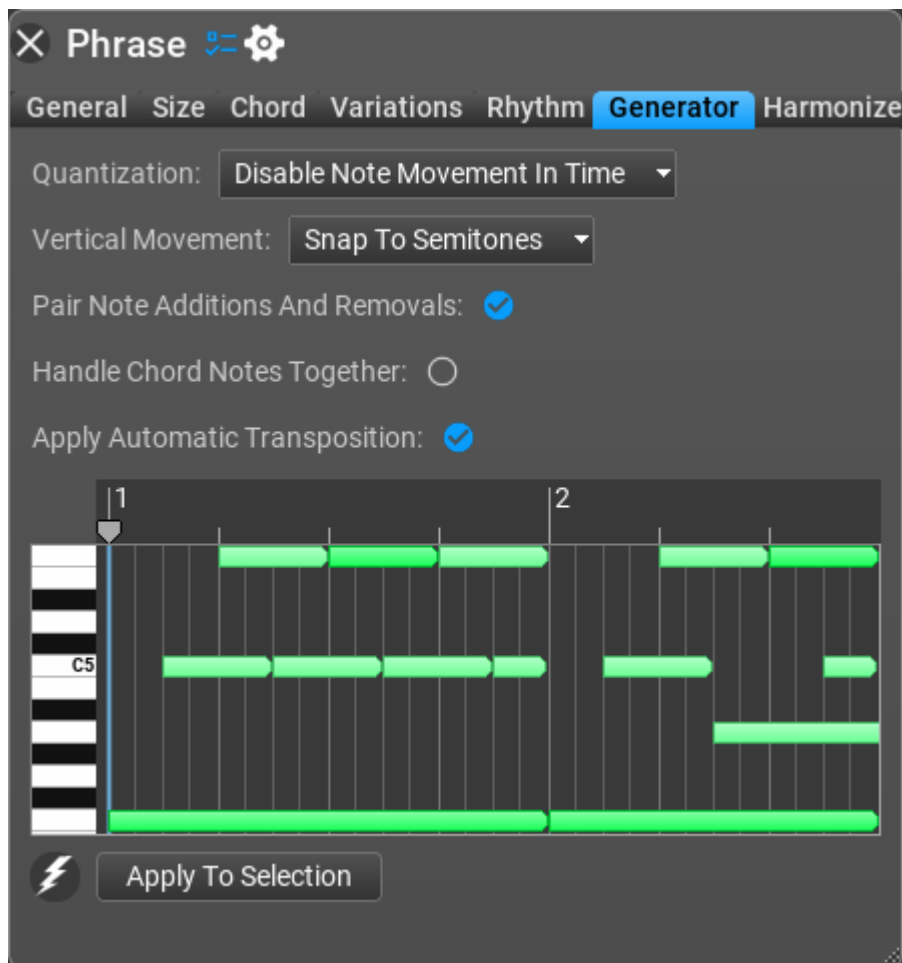 Phrase
General Size Chord Variations Rhythm Generator Harmonize
Quantization: Disable Note Movement In Time
Vertical Movement: Snap To Semitones
Pair Note Additions And Removals:
Handle Chord Notes Together:
Apply Automatic Transposition:
1 2
C5
Apply To Selection